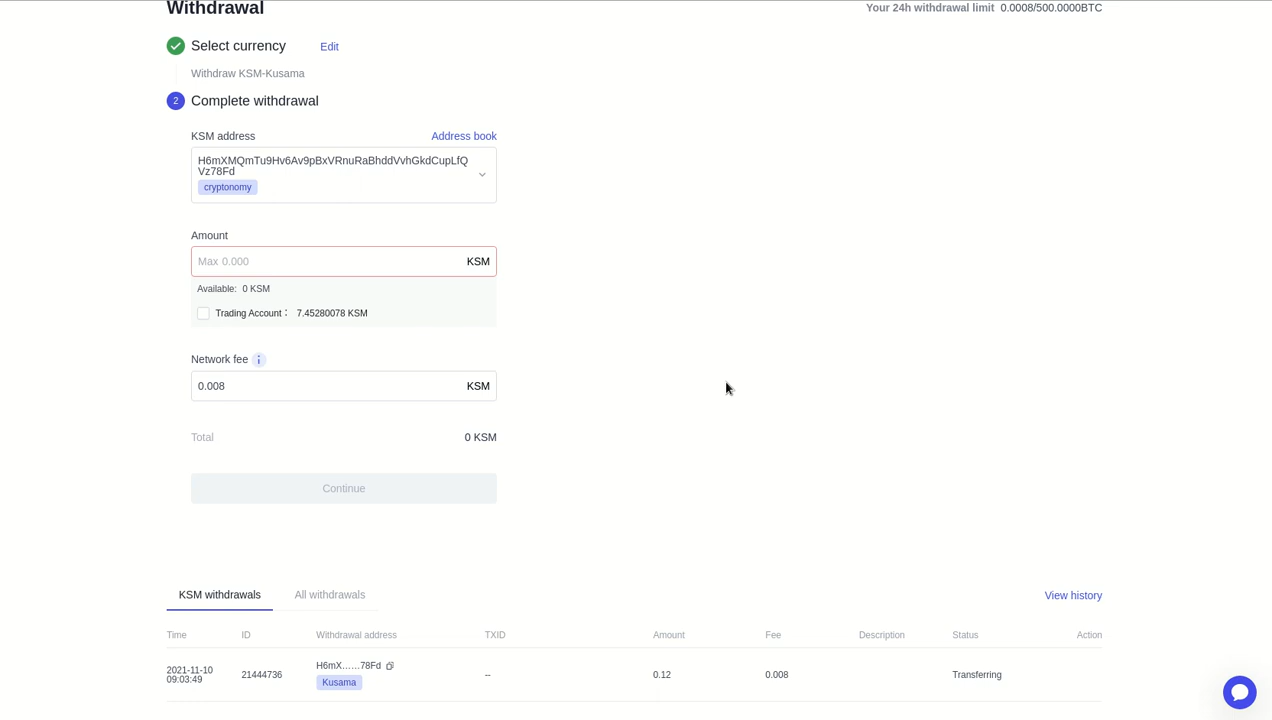 Withdrawal
Your 24h withdrawal limit 0.0008/500.0000BTC
Select currency Edit
Withdraw KSM-Kusama
2 Complete withdrawal
KSM address Address book
H6mXMQmTu9Hv6Av9pBxVRnuRaBhddVvhGkdCupLfQ
Vz78Fd
cryptonomy
Amount
Max 0.000 KSM
Available: 0 KSM
Trading Account： 7.45280078 KSM
Network fee i
0.008 KSM
Total 0 KSM
Continue
KSM withdrawals All withdrawals View history
Time ID Withdrawal address TXID Amount Fee Description Status Action
2021-11-10
09:03:49
21444736
H6mX……78Fd
Kusama
--
0.12
0.008
Transferring